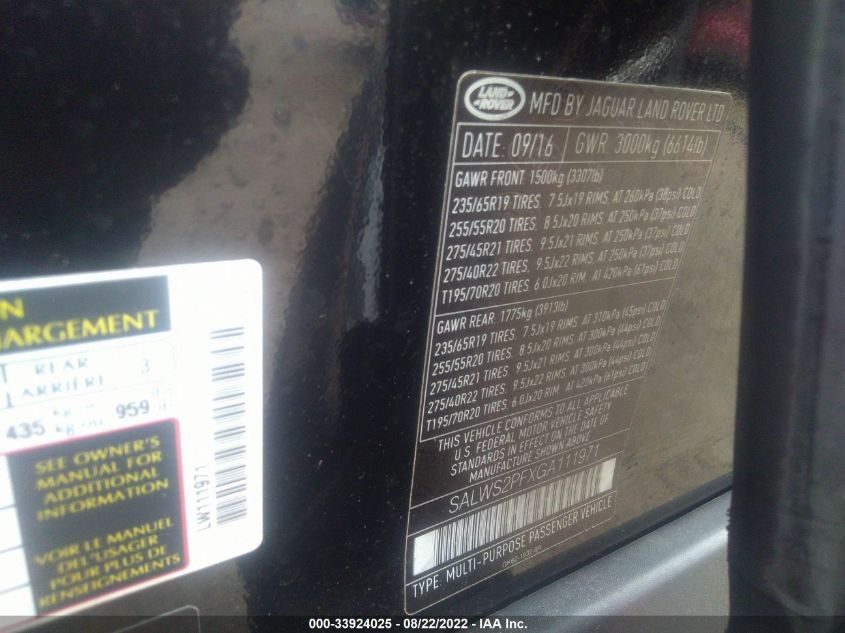 LAND
ROVER
MFD BY JAGUAR LAND ROVER LTD
DATE: 09/16 GWR 3000kg (6614lb)
GAWR FRONT: 1500kg (3307lb)
235/65R19 TIRES, 7.5Jx19 RIMS, AT 260kPa (38psi) COLD
255/55R20 TIRES, 8.5Jx20 RIMS, AT 250kPa (37psi) COLD
275/45R21 TIRES, 9.5Jx21 RIMS, AT 250kPa (37psi) COLD
275/40R22 TIRES, 9.5Jx22 RIMS, AT 250kPa (37psi) COLD
T195/70R20 TIRES, 6.0Jx20 RIM, AT 420kPa (61psi) COLD
GAWR REAR: 1775kg (3913lb)
235/65R19 TIRES, 7.5Jx19 RIMS, AT 310kPa (45psi) COLD
255/55R20 TIRES, 8.5Jx20 RIMS, AT 300kPa (44psi) COLD
275/45R21 TIRES, 9.5Jx21 RIMS, AT 300kPa (44psi) COLD
275/40R22 TIRES, 9.5Jx22 RIMS, AT 300kPa (44psi) COLD
T195/70R20 TIRES, 6.0Jx20 RIM, AT 420kPa (61psi) COLD
THIS VEHICLE CONFORMS TO ALL APPLICABLE
U.S. FEDERAL MOTOR VEHICLE SAFETY
STANDARDS IN EFFECT ON THE DATE OF
MANUFACTURE SHOWN ABOVE
SALWS2PFXGA111971
TYPE: MULTI-PURPOSE PASSENGER VEHICLE
N
HARGEMENT
T REAR 3
ARRIÈRE
435 kg ou 959
SEE OWNER'S
MANUAL FOR
ADDITIONAL
INFORMATION
VOIR LE MANUEL
DE L'USAGER
POUR PLUS DE
RENSEIGNEMENTS
LW111971
000-33924025 - 08/22/2022 - IAA Inc.